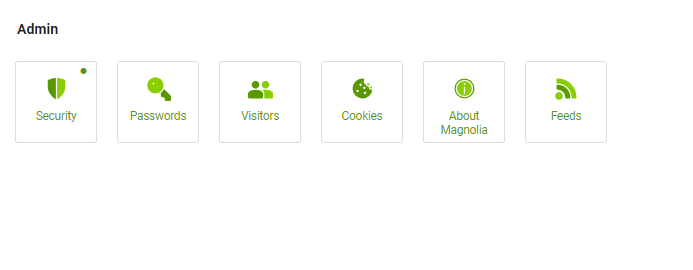 Admin
Security
Passwords
Visitors
Cookies
About
Magnolia
Feeds